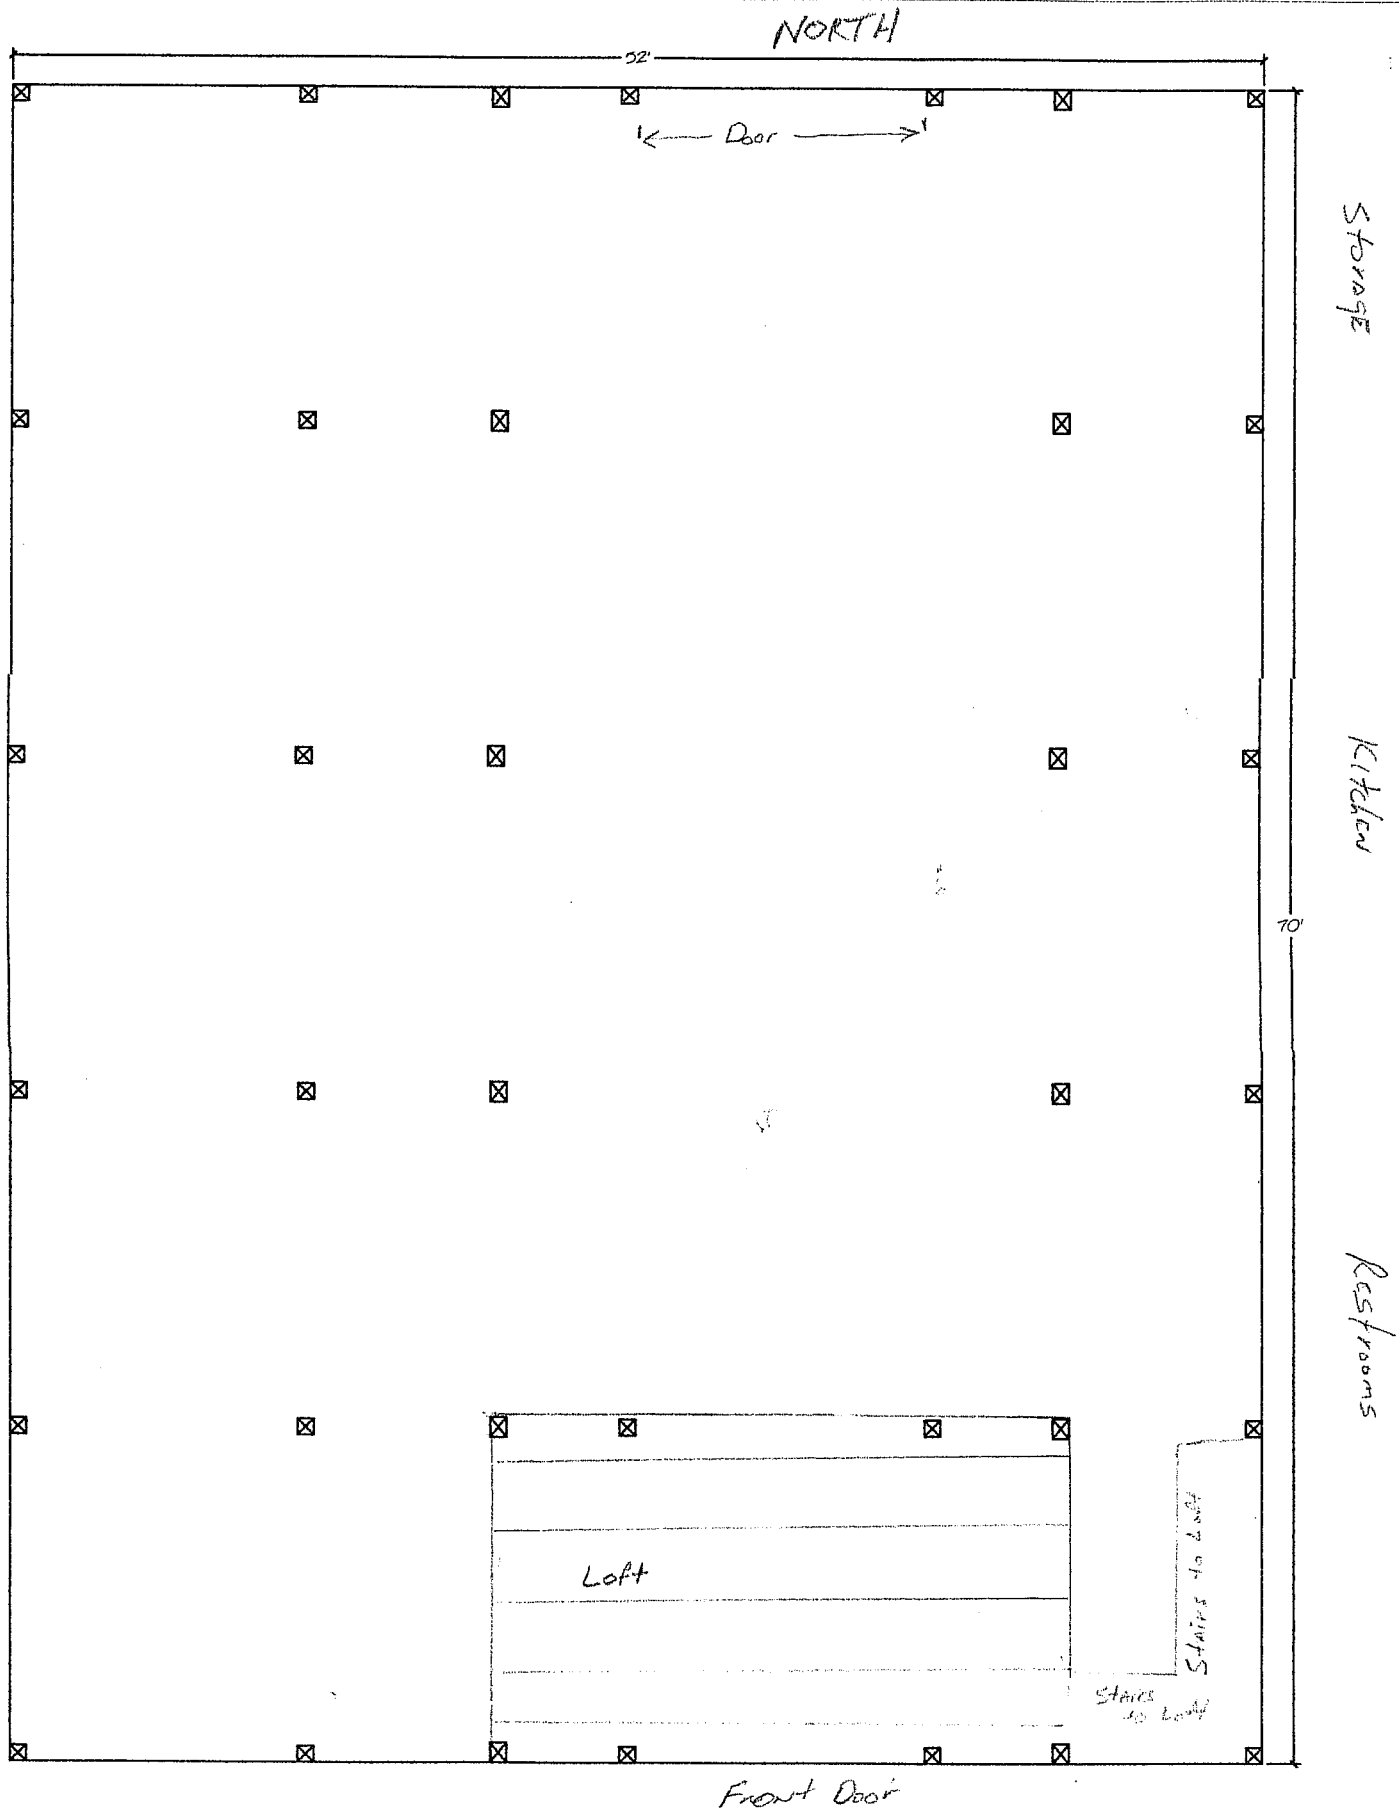 NORTH
52'
Door
Storage
Kitchen
70'
Restrooms
Loft
Stairs to Loft
Stairs
to Loft
Front Door